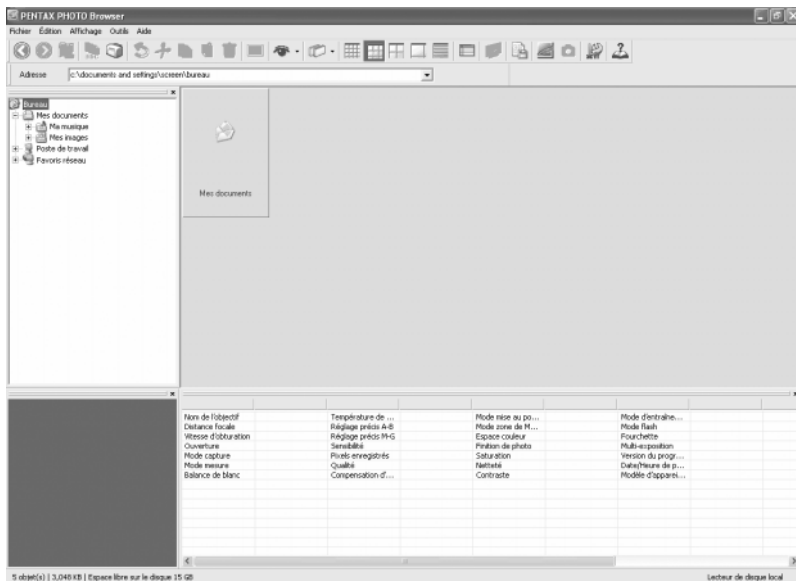 PENTAX PHOTO Browser
Fichier Édition Affichage Outils Aide
Adresse c:\documents and settings\screen\bureau
Bureau
Mes documents
Ma musique
Mes images
Poste de travail
Favoris réseau
Mes documents
Nom de l'objectif Température de ... Mode mise au po... Mode d'entraîne...
Distance focale Réglage précis A-B Mode zone de M... Mode flash
Vitesse d'obturation Réglage précis M-G Espace couleur Fourchette
Ouverture Sensibilité Finition de photo Multi-exposition
Mode capture Pixels enregistrés Saturation Version du progr...
Mode mesure Qualité Netteté Date/Heure de p...
Balance de blanc Compensation d'... Contraste Modèle d'apparei...
5 objet(s) | 3,048 KB | Espace libre sur le disque 15 GB Lecteur de disque local